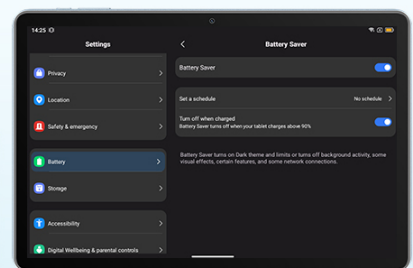 14:25
Settings
Battery Saver
Privacy
Location
Safety & emergency
Battery
Storage
Accessibility
Digital Wellbeing & parental controls
Battery Saver
Set a schedule
No schedule
Turn off when charged
Battery Saver turns off when your tablet charges above 90%
Battery Saver turns on Dark theme and limits or turns off background activity, some
visual effects, certain features, and some network connections.